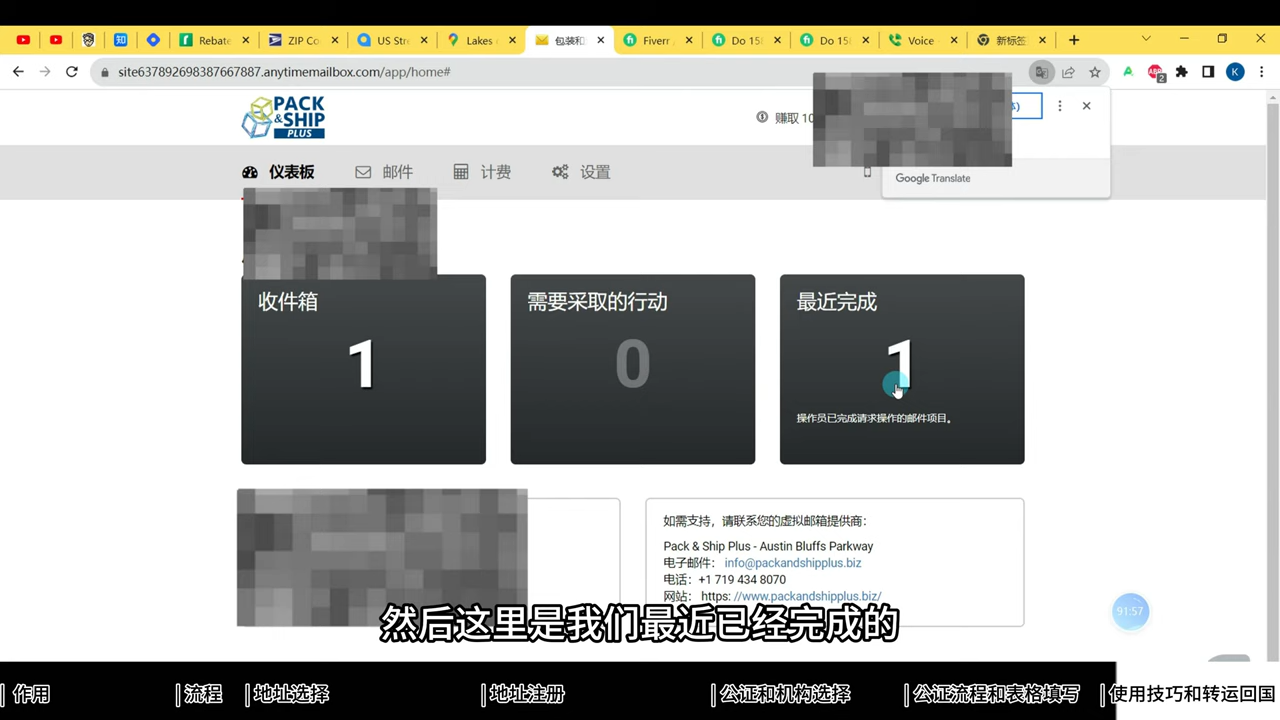 Rebate
ZIP Co
US Stre
Lakes
包装和
Fiverr
Do 15
Do 15
Voice
新标签
site637892698387667887.anytimemailbox.com/app/home#
2
K
PACK
&SHIP
PLUS
赚取 10
Google Translate
仪表板
邮件
计费
设置
收件箱
1
需要采取的行动
0
最近完成
1
操作员已完成请求操作的邮件项目。
如需支持，请联系您的虚拟邮箱提供商：
Pack & Ship Plus - Austin Bluffs Parkway
电子邮件： info@packandshipplus.biz
电话：+1 719 434 8070
网站： https: //www.packandshipplus.biz/
91:57
然后这里是我们最近已经完成的
作用
流程
地址选择
地址注册
公证和机构选择
公证流程和表格填写
使用技巧和转运回国